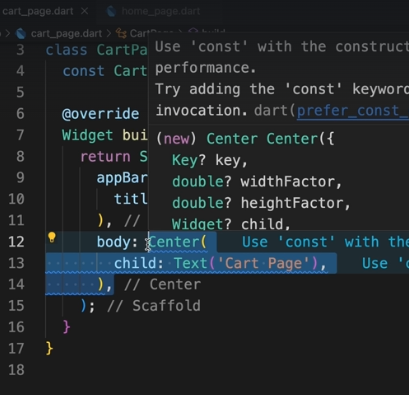 cart_page.dart × home_page.dart
cart_page.dart > CartPage > build
Use 'const' with the construct
performance.
Try adding the 'const' keyword
invocation. dart(prefer_const_
(new) Center Center({
Key? key,
double? widthFactor,
double? heightFactor,
Widget? child,
3 class CartPa
4 const Cart
5
6 @override
7 Widget bui
8 return S
9 appBar
10 titl
11 ), //
12 body: Center( Use 'const' with the
13 child: Text('Cart Page'), Use 'c
14 ), // Center
15 ); // Scaffold
16 }
17 }
18